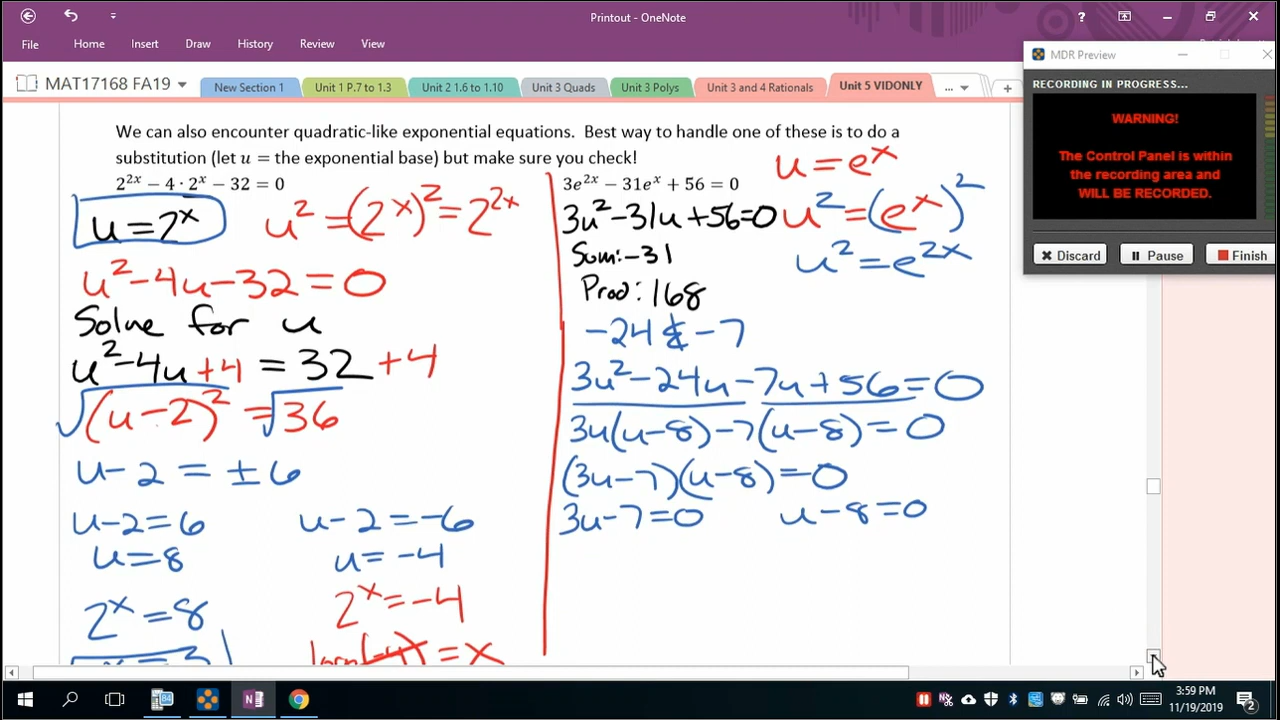 Printout - OneNote
File Home Insert Draw History Review View
MAT17168 FA19
New Section 1 Unit 1 P.7 to 1.3 Unit 2 1.6 to 1.10 Unit 3 Quads Unit 3 Polys Unit 3 and 4 Rationals Unit 5 VIDONLY ... +
MDR Preview
RECORDING IN PROGRESS...
WARNING!
The Control Panel is within
the recording area and
WILL BE RECORDED.
Discard Pause Finish
We can also encounter quadratic-like exponential equations. Best way to handle one of these is to do a
substitution (let u = the exponential base) but make sure you check!
2^{2x} − 4 · 2^x − 32 = 0
u = 2^x u² = (2^x)² = 2^{2x}
u² − 4u − 32 = 0
Solve for u
u² − 4u + 4 = 32 + 4
√(u − 2)² = √36
u − 2 = ± 6
u − 2 = 6 u − 2 = −6
u = 8 u = −4
2^x = 8 2^x = −4
x = 3 = x
3e^{2x} − 31e^x + 56 = 0
u = e^x
3u² − 31u + 56 = 0 u² = (e^x)²
Sum: −31 u² = e^{2x}
Prod: 168
−24 & −7
3u² − 24u − 7u + 56 = 0
3u(u − 8) − 7(u − 8) = 0
(3u − 7)(u − 8) = 0
3u − 7 = 0 u − 8 = 0
3:59 PM
11/19/2019
2